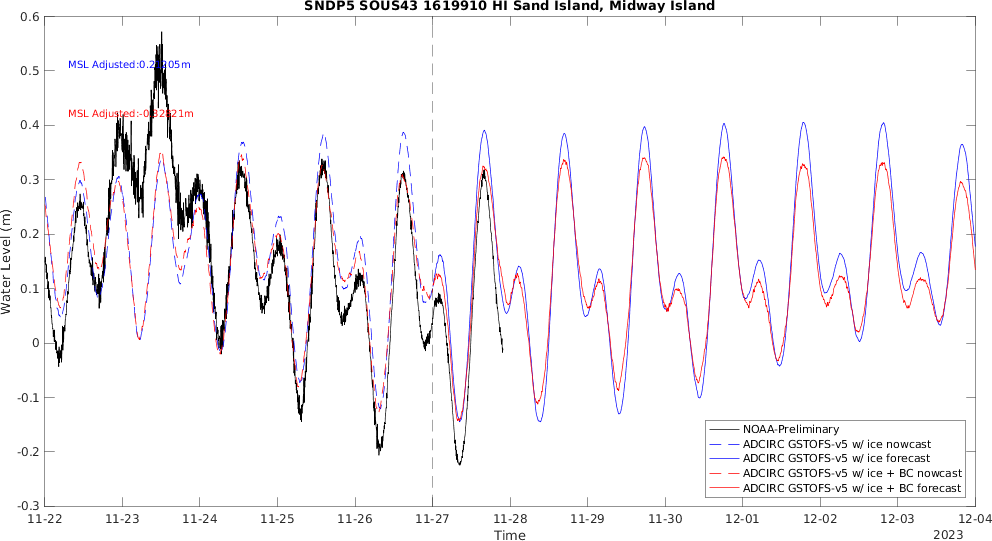 SNDP5 SOUS43 1619910 HI Sand Island, Midway Island
0.6
0.5
0.4
0.3
0.2
0.1
0
-0.1
-0.2
-0.3
Water Level (m)
MSL
MSL
NOAA-Preliminary
ADCIRC GSTOFS-v5 w/ ice nowcast
ADCIRC GSTOFS-v5 w/ ice forecast
ADCIRC GSTOFS-v5 w/ ice + BC nowcast
ADCIRC GSTOFS-v5 w/ ice + BC forecast
11-22 11-23 11-24 11-25 11-26 11-27 11-28 11-29 11-30 12-01 12-02 12-03 12-04
Time
2023